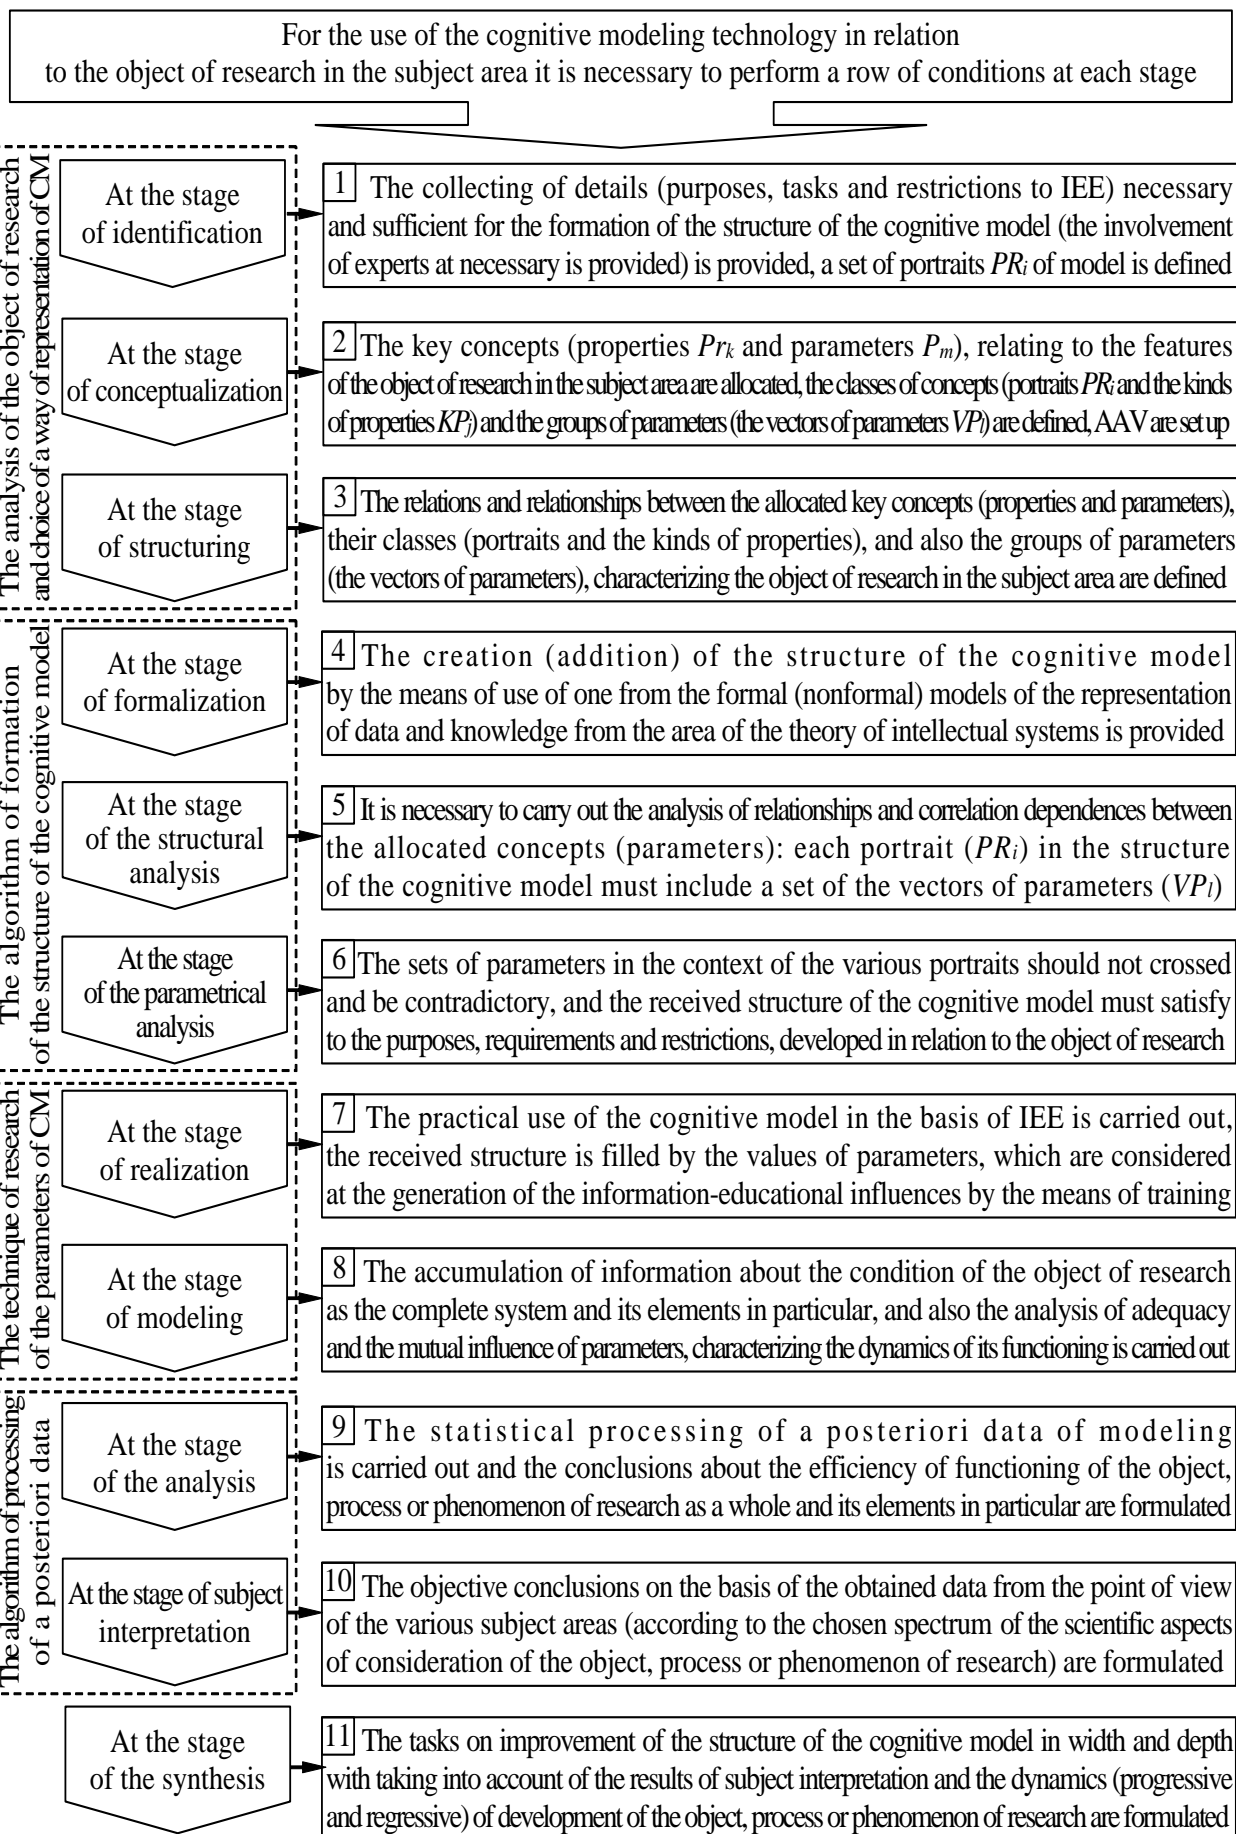 For the use of the cognitive modeling technology in relation
to the object of research in the subject area it is necessary to perform a row of conditions at each stage
The analysis of the object of research
and choice of a way of representation of CM
At the stage
of identification
1 The collecting of details (purposes, tasks and restrictions to IEE) necessary
and sufficient for the formation of the structure of the cognitive model (the involvement
of experts at necessary is provided) is provided, a set of portraits PRi of model is defined
At the stage
of conceptualization
2 The key concepts (properties Prk and parameters Pm), relating to the features
of the object of research in the subject area are allocated, the classes of concepts (portraits PRi and the kinds
of properties KPj) and the groups of parameters (the vectors of parameters VPl) are defined, AAV are set up
At the stage
of structuring
3 The relations and relationships between the allocated key concepts (properties and parameters),
their classes (portraits and the kinds of properties), and also the groups of parameters
(the vectors of parameters), characterizing the object of research in the subject area are defined
The algorithm of formation
of the structure of the cognitive model
At the stage
of formalization
4 The creation (addition) of the structure of the cognitive model
by the means of use of one from the formal (nonformal) models of the representation
of data and knowledge from the area of the theory of intellectual systems is provided
At the stage
of the structural
analysis
5 It is necessary to carry out the analysis of relationships and correlation dependences between
the allocated concepts (parameters): each portrait (PRi) in the structure
of the cognitive model must include a set of the vectors of parameters (VPl)
At the stage
of the parametrical
analysis
6 The sets of parameters in the context of the various portraits should not crossed
and be contradictory, and the received structure of the cognitive model must satisfy
to the purposes, requirements and restrictions, developed in relation to the object of research
The technique of research
of the parameters of CM
At the stage
of realization
7 The practical use of the cognitive model in the basis of IEE is carried out,
the received structure is filled by the values of parameters, which are considered
at the generation of the information-educational influences by the means of training
At the stage
of modeling
8 The accumulation of information about the condition of the object of research
as the complete system and its elements in particular, and also the analysis of adequacy
and the mutual influence of parameters, characterizing the dynamics of its functioning is carried out
The algorithm of processing
of a posteriori data
At the stage
of the analysis
9 The statistical processing of a posteriori data of modeling
is carried out and the conclusions about the efficiency of functioning of the object,
process or phenomenon of research as a whole and its elements in particular are formulated
At the stage of subject
interpretation
10 The objective conclusions on the basis of the obtained data from the point of view
of the various subject areas (according to the chosen spectrum of the scientific aspects
of consideration of the object, process or phenomenon of research) are formulated
At the stage
of the synthesis
11 The tasks on improvement of the structure of the cognitive model in width and depth
with taking into account of the results of subject interpretation and the dynamics (progressive
and regressive) of development of the object, process or phenomenon of research are formulated